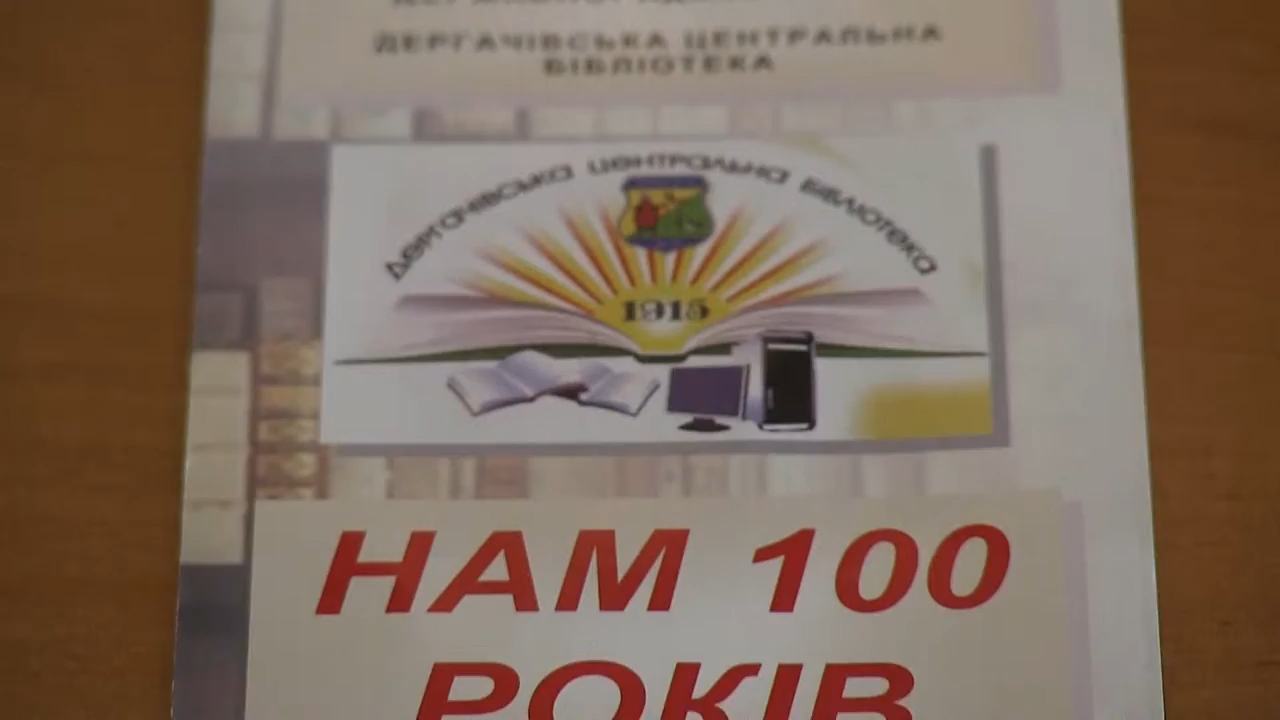 ДЕРГАЧІВСЬКА ЦЕНТРАЛЬНА
БІБЛІОТЕКА
Дергачівська центральна бібліотека
1915
НАМ 100
РОКІВ